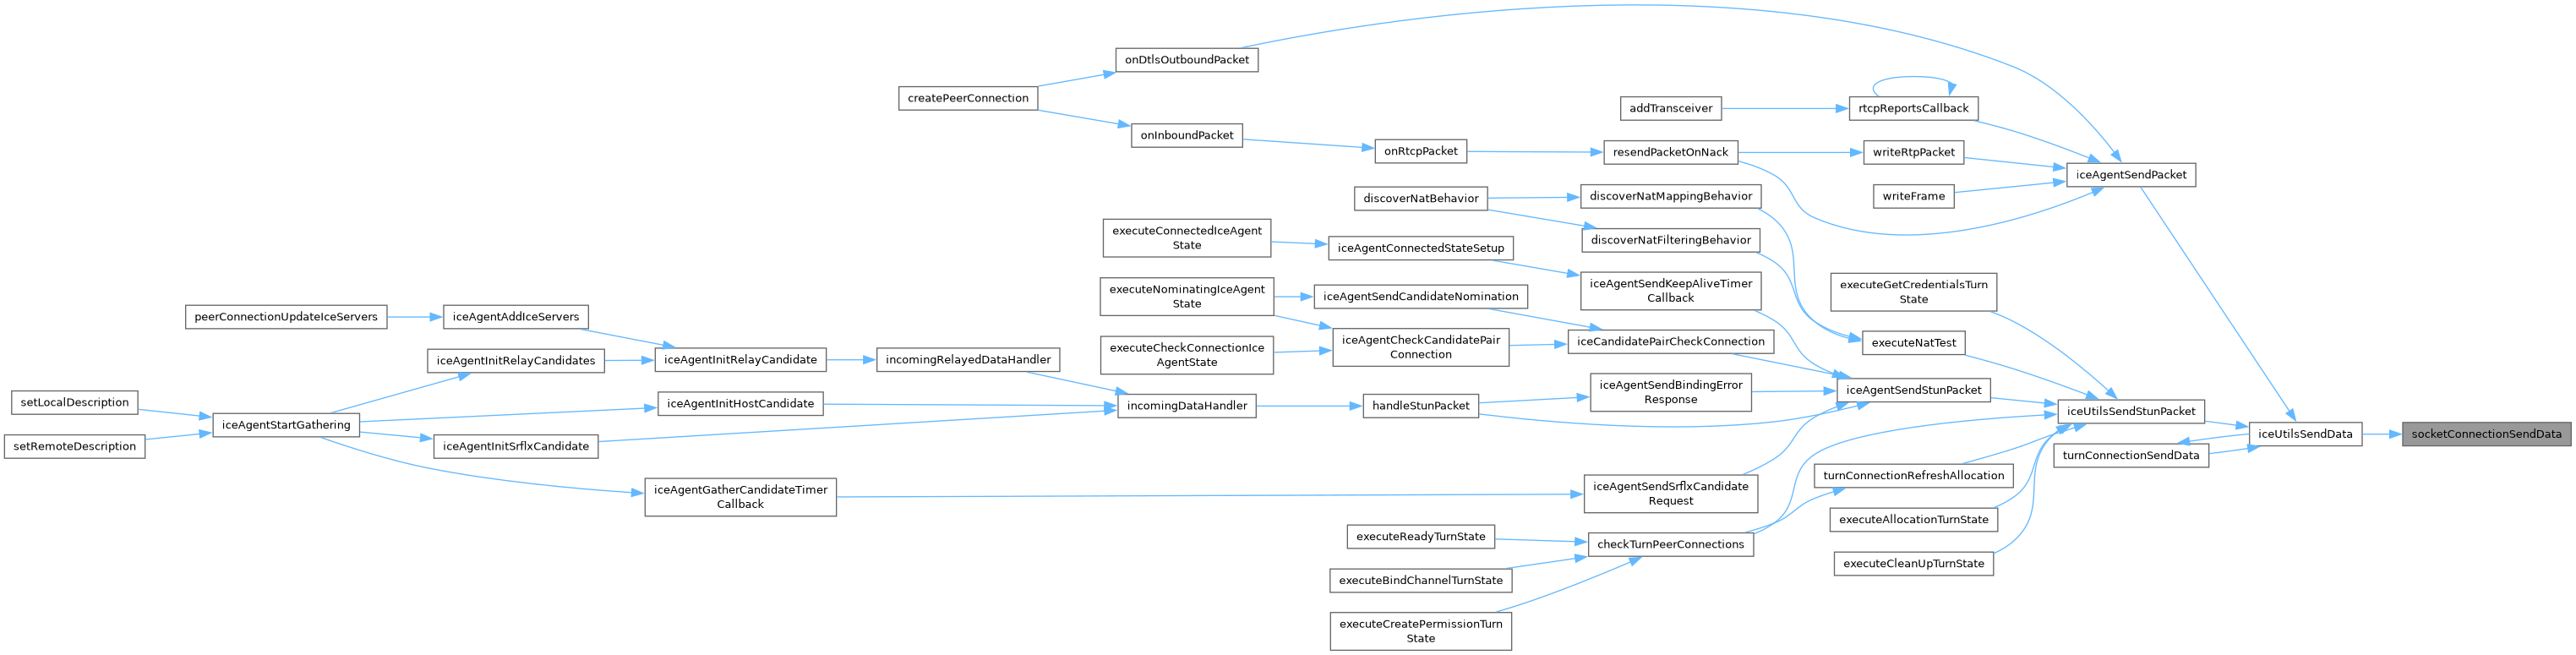 onDtlsOutboundPacket
createPeerConnection
rtcpReportsCallback
addTransceiver
onInboundPacket
onRtcpPacket
resendPacketOnNack
writeRtpPacket
iceAgentSendPacket
discoverNatBehavior
discoverNatMappingBehavior
writeFrame
executeConnectedIceAgent
State
iceAgentConnectedStateSetup
discoverNatFilteringBehavior
executeNominatingIceAgent
State
iceAgentSendCandidateNomination
iceAgentSendKeepAliveTimer
Callback
executeGetCredentialsTurn
State
peerConnectionUpdateIceServers
iceAgentAddIceServers
executeCheckConnectionIce
AgentState
iceAgentCheckCandidatePair
Connection
iceCandidatePairCheckConnection
executeNatTest
iceAgentInitRelayCandidates
iceAgentInitRelayCandidate
incomingRelayedDataHandler
iceAgentSendBindingError
Response
iceAgentSendStunPacket
setLocalDescription
iceAgentInitHostCandidate
incomingDataHandler
handleStunPacket
iceUtilsSendStunPacket
iceAgentStartGathering
setRemoteDescription
iceAgentInitSrflxCandidate
iceUtilsSendData
socketConnectionSendData
turnConnectionSendData
turnConnectionRefreshAllocation
iceAgentGatherCandidateTimer
Callback
iceAgentSendSrflxCandidate
Request
executeAllocationTurnState
executeReadyTurnState
checkTurnPeerConnections
executeCleanUpTurnState
executeBindChannelTurnState
executeCreatePermissionTurn
State